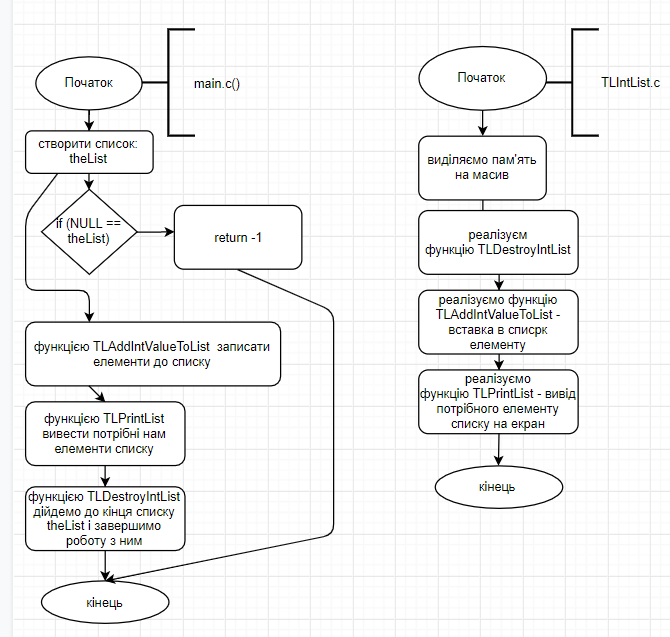 Початок
main.c()
створити список:
theList
if (NULL ==
theList)
return -1
функцією TLAddIntValueToList записати
елементи до списку
функцією TLPrintList
вивести потрібні нам
елементи списку
функцією TLDestroyIntList
дійдемо до кінця списку
theList і завершимо
роботу з ним
кінець
Початок
TLIntList.c
виділяємо пам'ять
на масив
реалізуєм
функцію TLDestroyIntList
реалізуємо функцію
TLAddIntValueToList -
вставка в спиcрк
елементу
реалізуємо
функцію TLPrintList - вивід
потрібного елементу
списку на екран
кінець